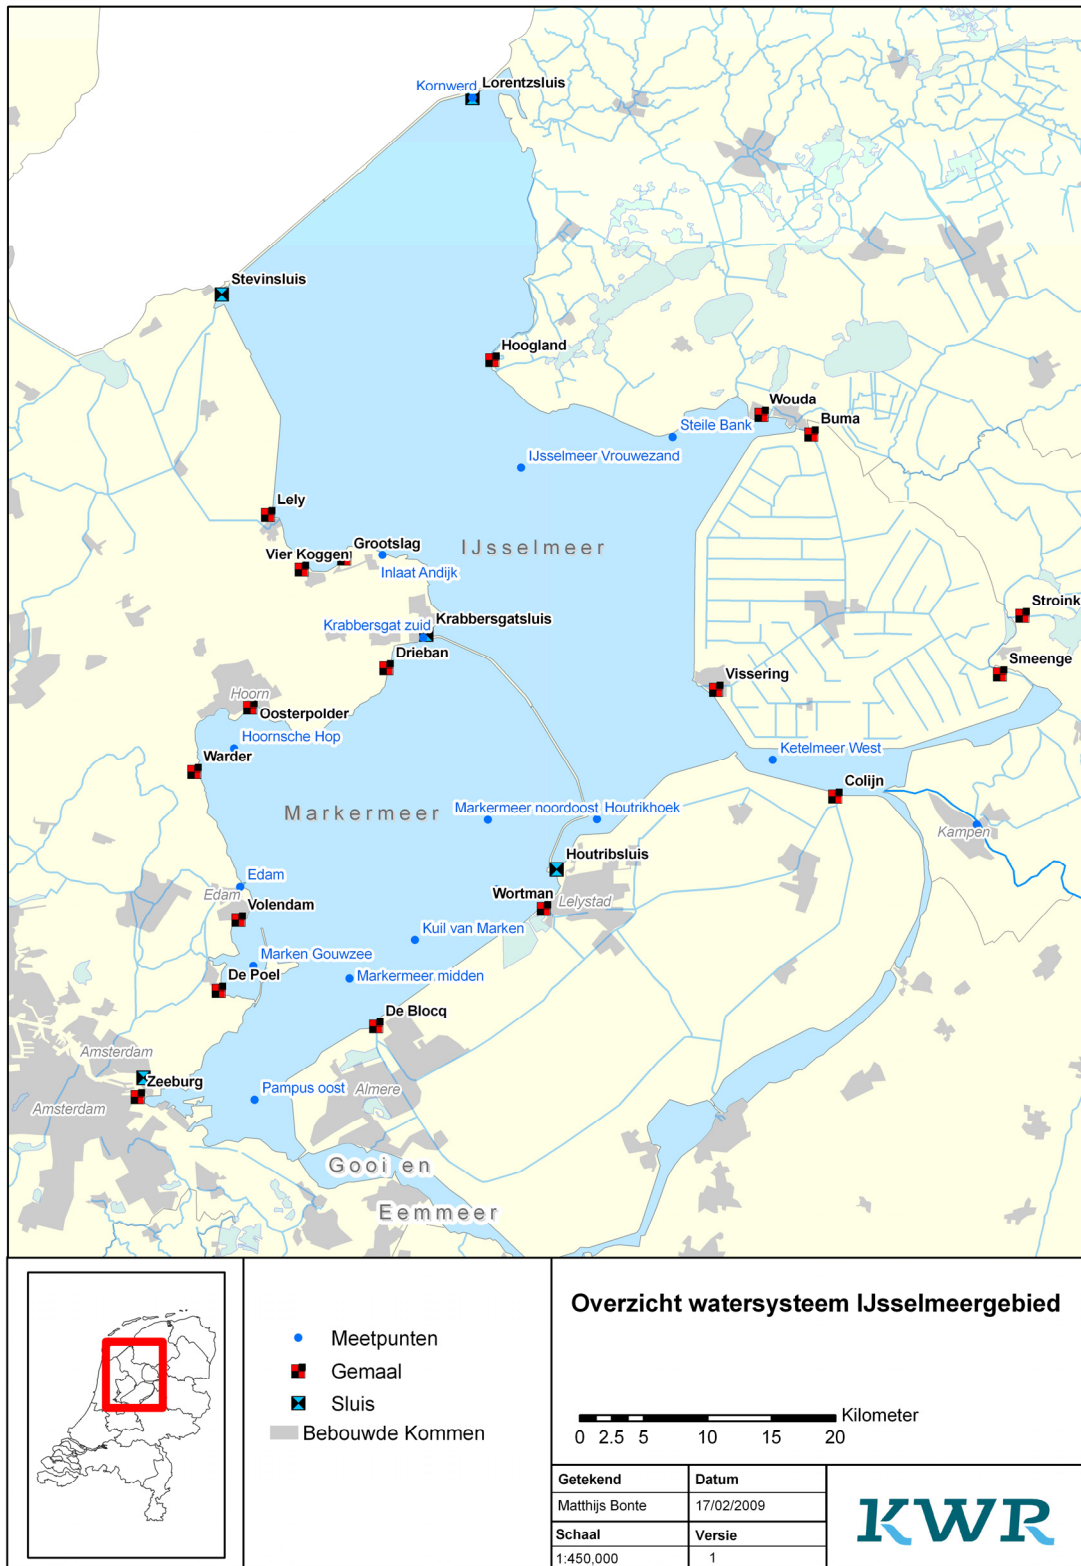 Kornwerd
Lorentzsluis
Stevinsluis
Hoogland
Wouda
Buma
Steile Bank
IJsselmeer Vrouwezand
Lely
Grootslag
Vier Koggen
IJsselmeer
Inlaat Andijk
Stroink
Krabbersgatsluis
Krabbersgat zuid
Drieban
Smeenge
Vissering
Hoorn
Oosterpolder
Hoornsche Hop
Warder
Ketelmeer West
Colijn
Markermeer
Markermeer noordoost
Houtrikhoek
Kampen
Houtribsluis
Edam
Edam
Wortman
Lelystad
Volendam
Kuil van Marken
Marken Gouwzee
De Poel
Markermeer midden
De Blocq
Amsterdam
Zeeburg
Pampus oost
Almere
Amsterdam
Gooi en
Eemmeer
Meetpunten
Gemaal
Sluis
Bebouwde Kommen
Overzicht watersysteem IJsselmeergebied
Kilometer
0 2.5 5 10 15 20
Getekend Datum
Matthijs Bonte 17/02/2009
Schaal Versie
1:450,000 1
KWR